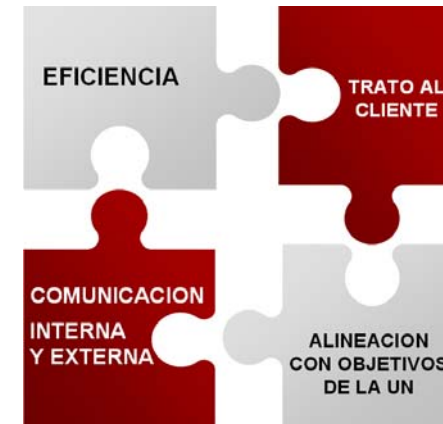 EFICIENCIA
TRATO AL
CLIENTE
COMUNICACION
INTERNA
Y EXTERNA
ALINEACION
CON OBJETIVOS
DE LA UN